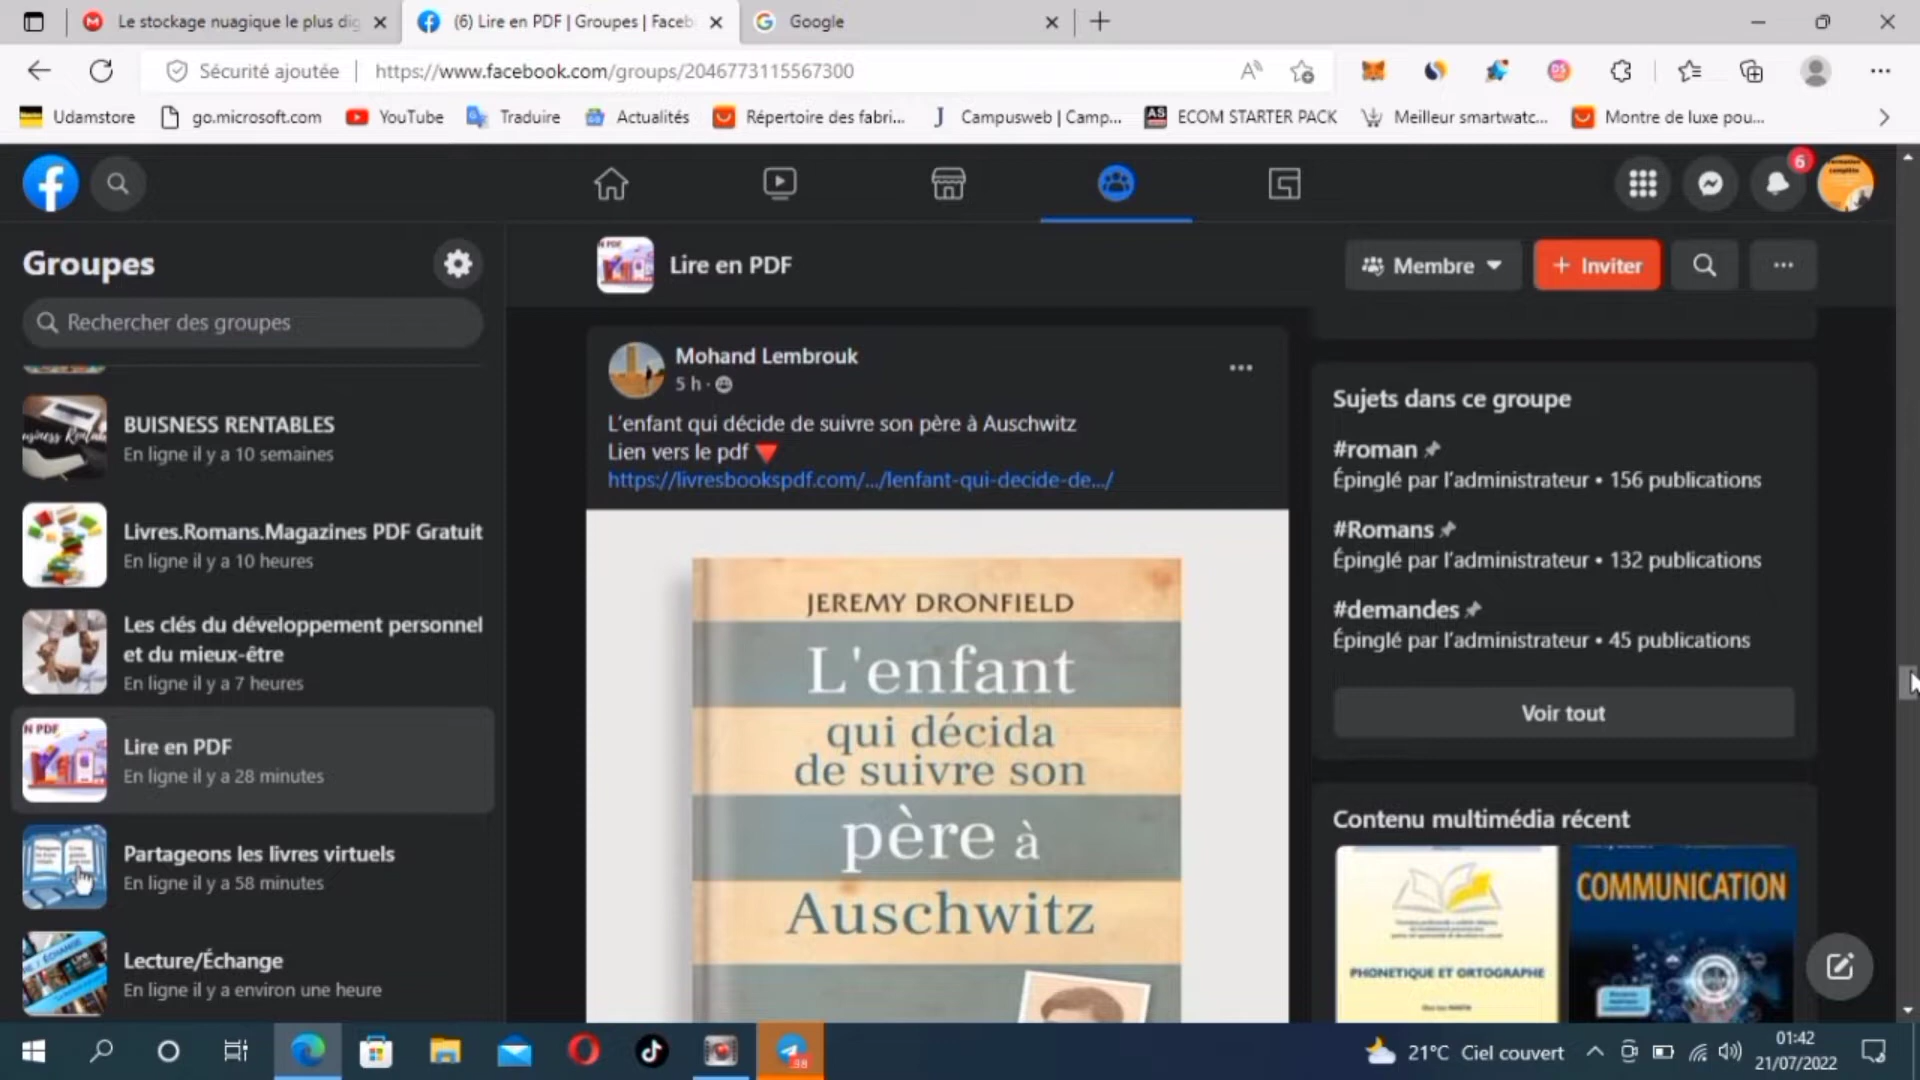 Le stockage nuagique le plus dig
(6) Lire en PDF | Groupes | Faceb
Google
Sécurité ajoutée
https://www.facebook.com/groups/2046773115567300
Udamstore
go.microsoft.com
YouTube
Traduire
Actualités
Répertoire des fabri...
Campusweb | Camp...
ECOM STARTER PACK
Meilleur smartwatc...
Montre de luxe pou...
6
Groupes
Lire en PDF
Membre
+ Inviter
Rechercher des groupes
BUISNESS RENTABLES
En ligne il y a 10 semaines
Livres.Romans.Magazines PDF Gratuit
En ligne il y a 10 heures
Les clés du développement personnel
et du mieux-être
En ligne il y a 7 heures
Lire en PDF
En ligne il y a 28 minutes
Partageons les livres virtuels
En ligne il y a 58 minutes
Lecture/Échange
En ligne il y a environ une heure
Mohand Lembrouk
5 h
L'enfant qui décide de suivre son père à Auschwitz
Lien vers le pdf
https://livresbookspdf.com/.../lenfant-qui-decide-de.../
JEREMY DRONFIELD
L'enfant
qui décida
de suivre son
père à
Auschwitz
Sujets dans ce groupe
#roman
Épinglé par l'administrateur • 156 publications
#Romans
Épinglé par l'administrateur • 132 publications
#demandes
Épinglé par l'administrateur • 45 publications
Voir tout
Contenu multimédia récent
PHONETIQUE ET ORTOGRAPHE
COMMUNICATION
21°C Ciel couvert
01:42
21/07/2022